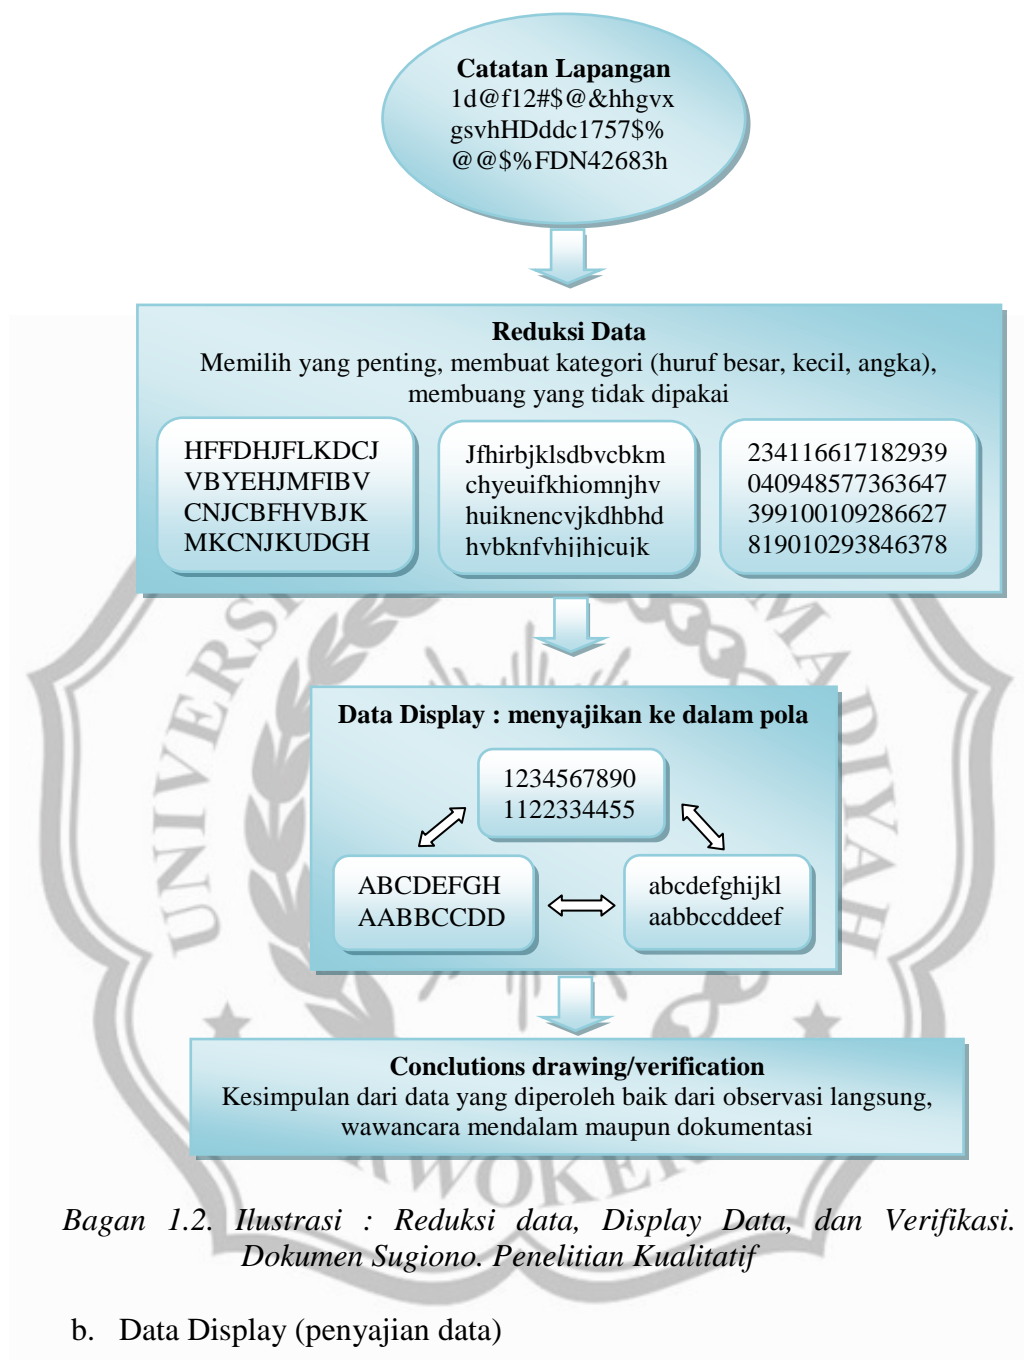 Catatan Lapangan
1d@f12#$@&hhgvx
gsvhHDddc1757$%
@@$%FDN42683h
Reduksi Data
Memilih yang penting, membuat kategori (huruf besar, kecil, angka),
membuang yang tidak dipakai
HFFDHJFLKDCJ
VBYEHJMFIBV
CNJCBFHVBJK
MKCNJKUDGH
Jfhirbjklsdbvcbkm
chyeuifkhiomnjhv
huiknencvjkdhbhd
hvbknfvhjjhjcujk
234116617182939
040948577363647
399100109286627
819010293846378
Data Display : menyajikan ke dalam pola
1234567890
1122334455
ABCDEFGH
AABBCCDD
abcdefghijkl
aabbccddeef
Conclutions drawing/verification
Kesimpulan dari data yang diperoleh baik dari observasi langsung,
wawancara mendalam maupun dokumentasi
Bagan 1.2. Ilustrasi : Reduksi data, Display Data, dan Verifikasi.
Dokumen Sugiono. Penelitian Kualitatif
b. Data Display (penyajian data)